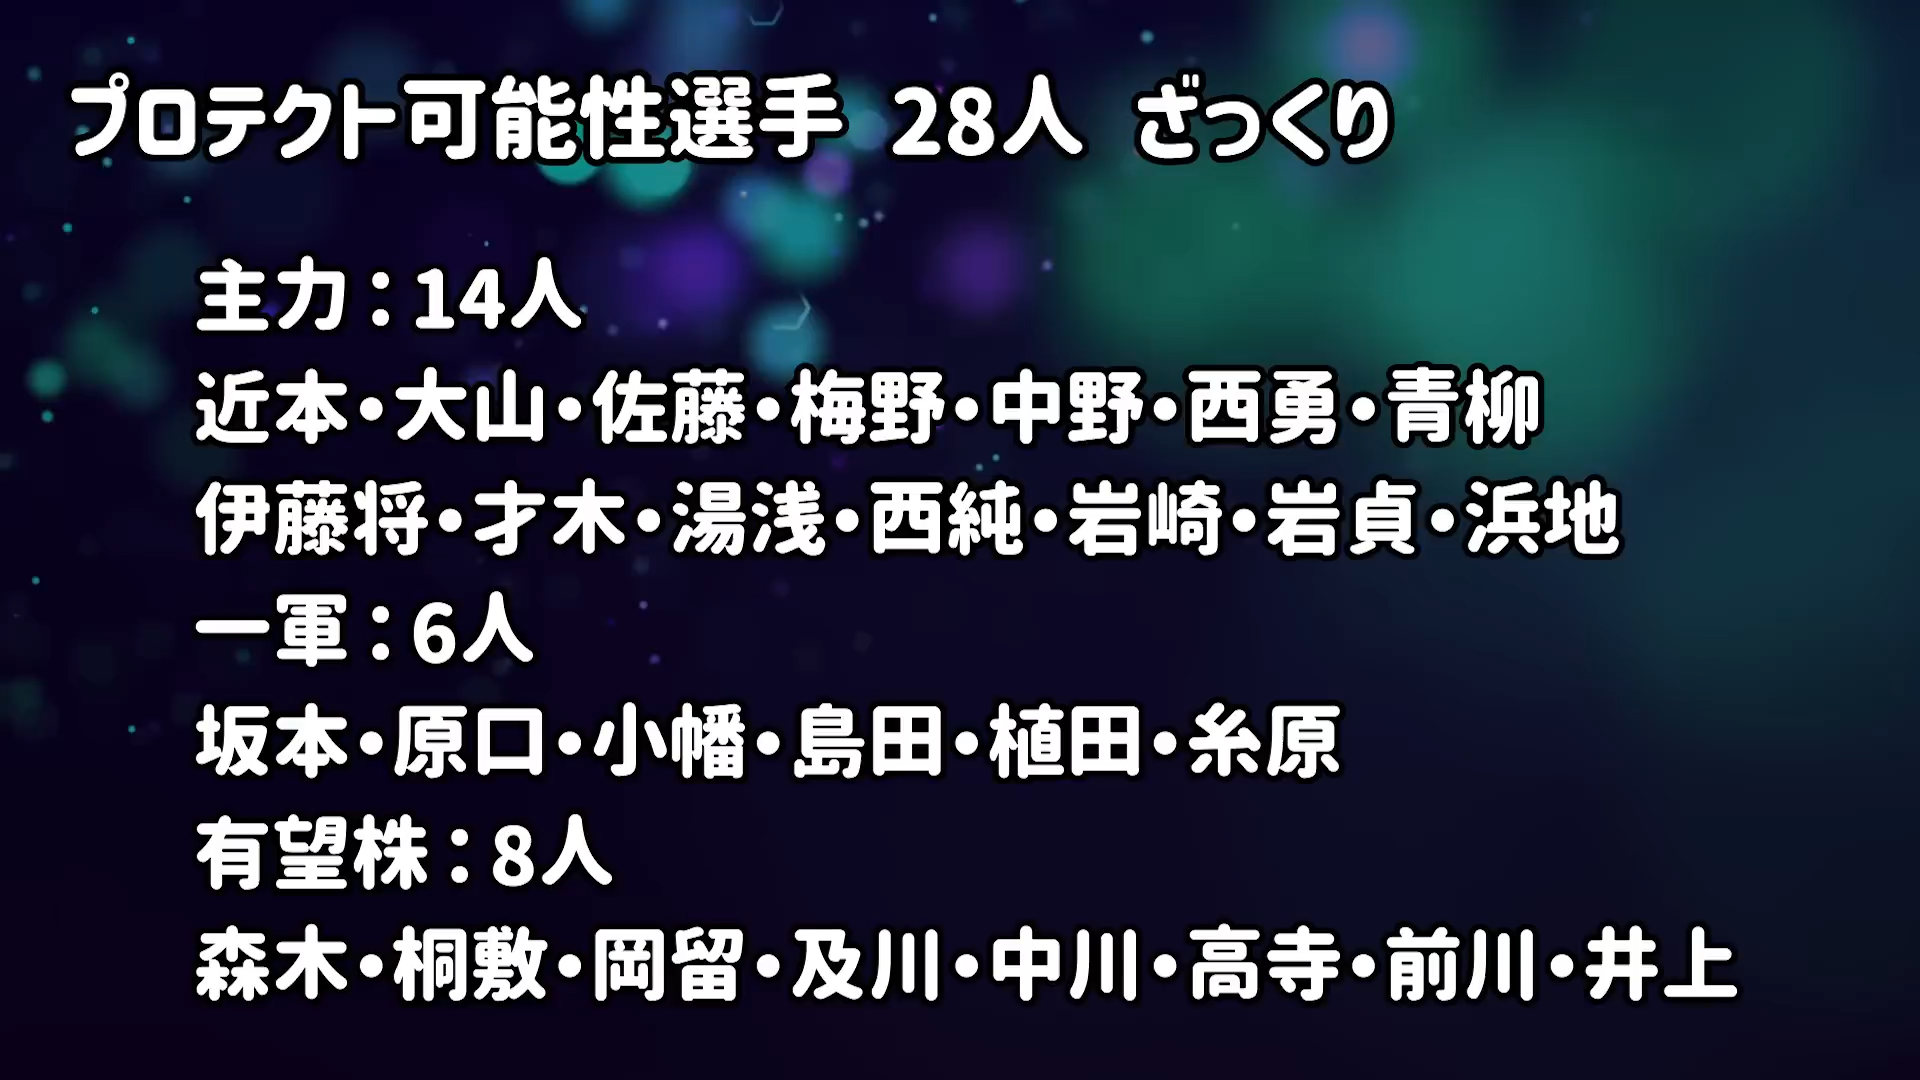 プロテクト可能性選手 28人 ざっくり
主力：14人
近本・大山・佐藤・梅野・中野・西勇・青柳
伊藤将・才木・湯浅・西純・岩崎・岩貞・浜地
一軍：6人
坂本・原口・小幡・島田・植田・糸原
有望株：8人
森木・桐敷・岡留・及川・中川・高寺・前川・井上